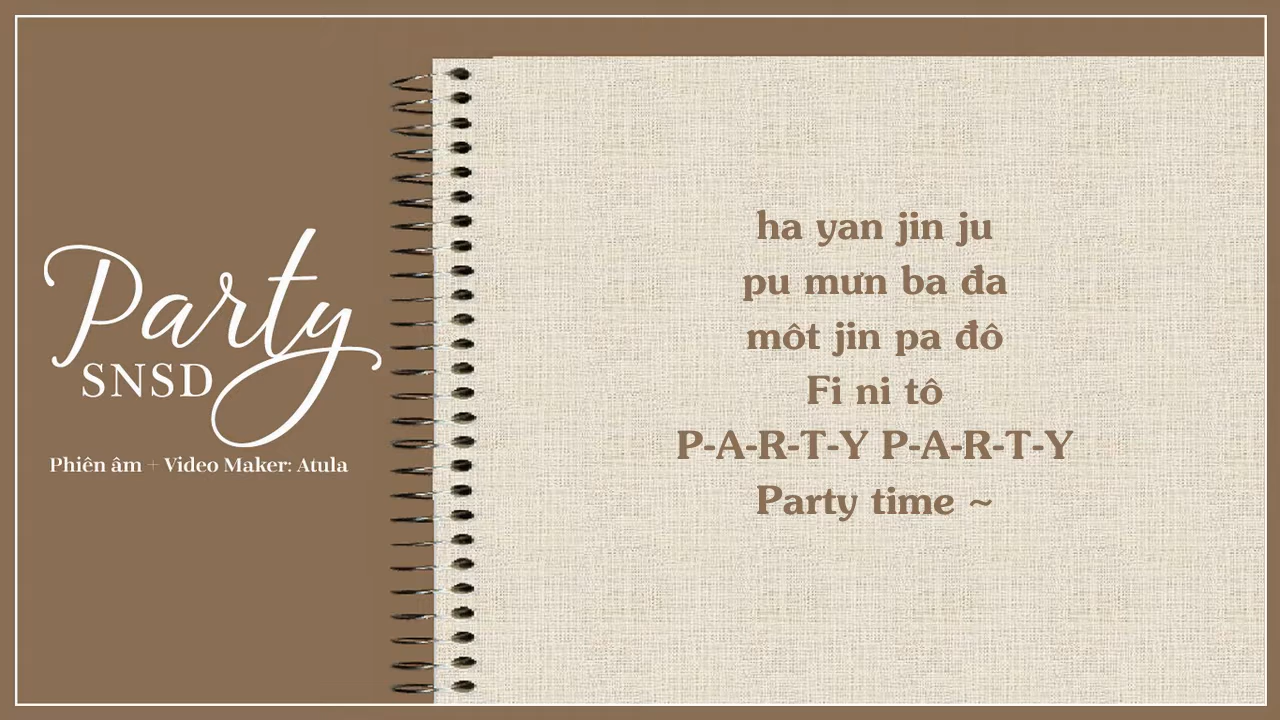 Party
SNSD
Phiên âm + Video Maker: Atula
ha yan jin ju
pu mưn ba đa
môt jin pa đô
Fi ni tô
P-A-R-T-Y P-A-R-T-Y
Party time ~